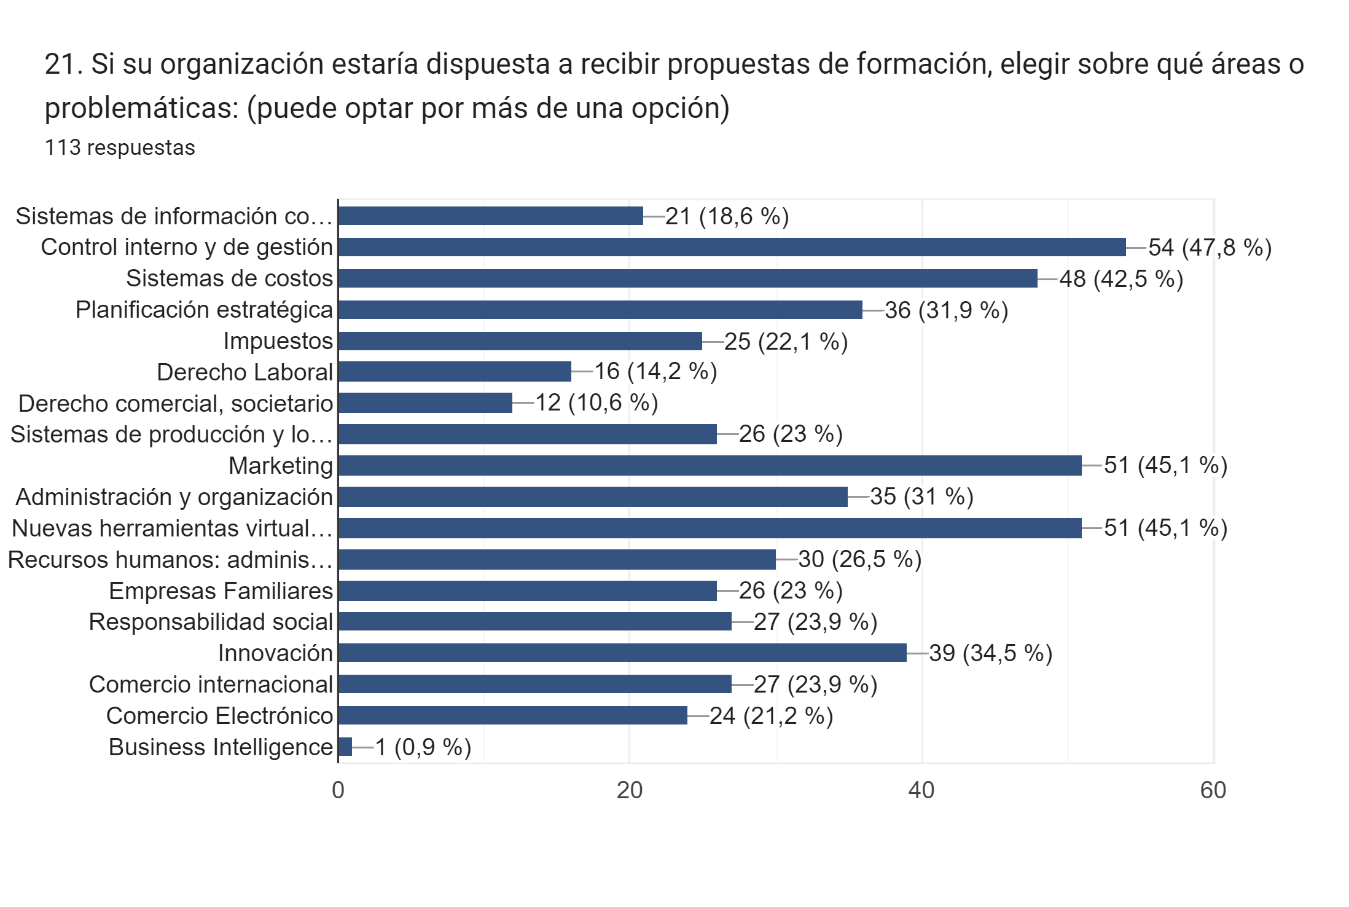 21. Si su organización estaría dispuesta a recibir propuestas de formación, elegir sobre qué áreas o
problemáticas: (puede optar por más de una opción)
113 respuestas
Sistemas de información co… 21 (18,6 %)
Control interno y de gestión 54 (47,8 %)
Sistemas de costos 48 (42,5 %)
Planificación estratégica 36 (31,9 %)
Impuestos 25 (22,1 %)
Derecho Laboral 16 (14,2 %)
Derecho comercial, societario 12 (10,6 %)
Sistemas de producción y lo… 26 (23 %)
Marketing 51 (45,1 %)
Administración y organización 35 (31 %)
Nuevas herramientas virtual… 51 (45,1 %)
Recursos humanos: adminis… 30 (26,5 %)
Empresas Familiares 26 (23 %)
Responsabilidad social 27 (23,9 %)
Innovación 39 (34,5 %)
Comercio internacional 27 (23,9 %)
Comercio Electrónico 24 (21,2 %)
Business Intelligence 1 (0,9 %)
0 20 40 60